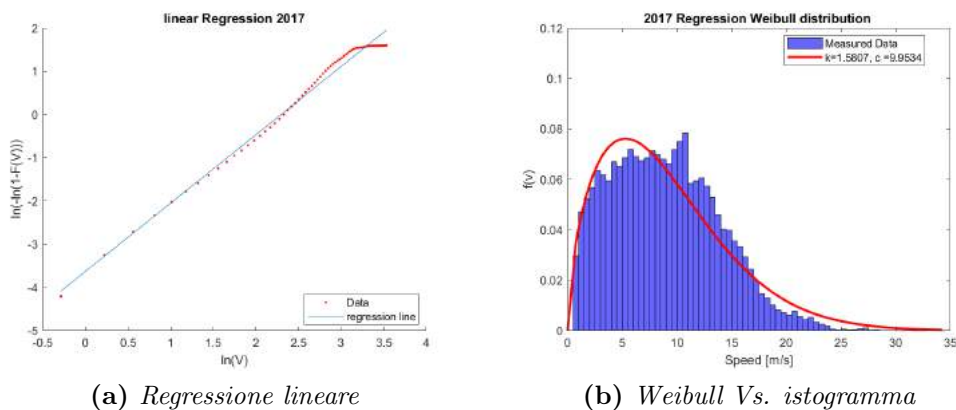 linear Regression 2017
2
1
0
-1
-2
-3
-4
-5
-0.5 0 0.5 1 1.5 2 2.5 3 3.5 4
ln(-ln(1-F(V)))
ln(V)
Data
regression line
(a) Regressione lineare
2017 Regression Weibull distribution
0.12
0.1
0.08
0.06
0.04
0.02
0
0 5 10 15 20 25 30 35
f(v)
Speed [m/s]
Measured Data
k=1.5807, c =9.9534
(b) Weibull Vs. istogramma